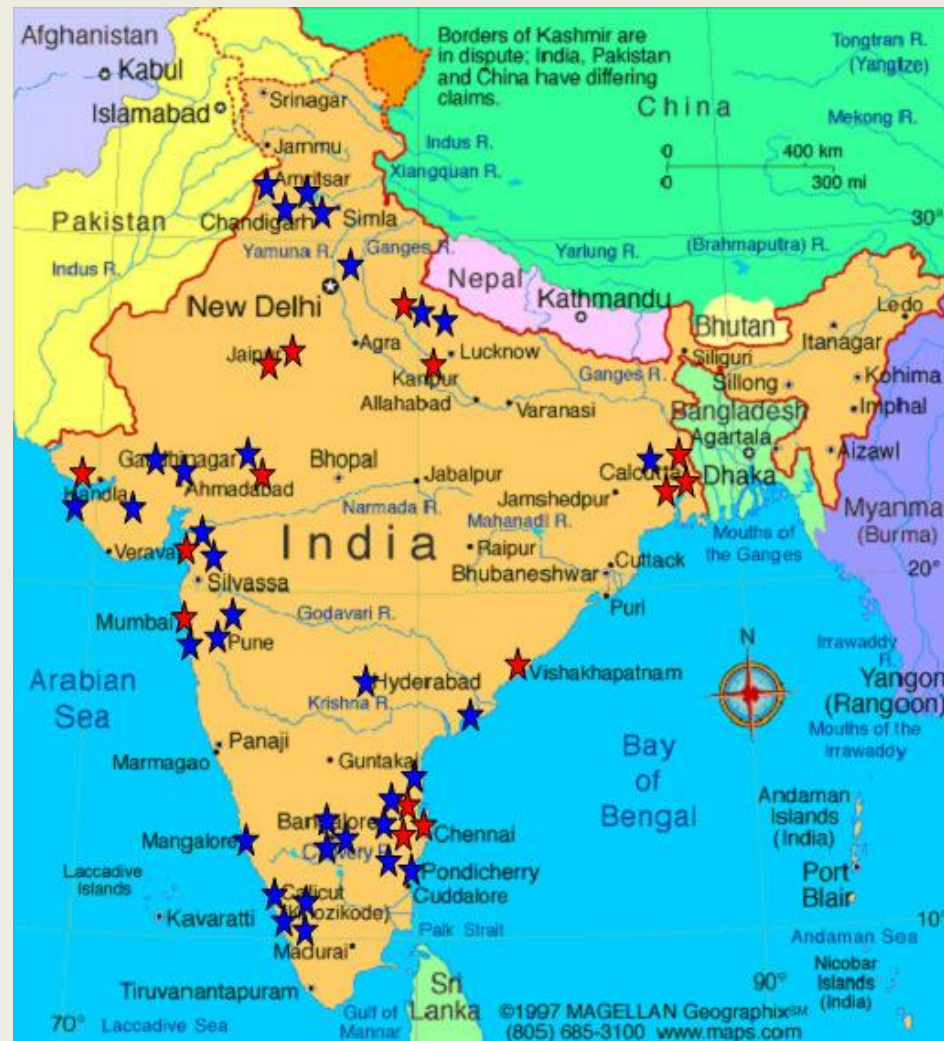 Afghanistan
Kabul
Islamabad
Srinagar
Borders of Kashmir are
in dispute; India, Pakistan
and China have differing
claims.
Tongtran R.
(Yangtze)
China
Mekong R.
Indus R.
Xiangquan R.
0 400 km
0 300 mi
Jammu
Amritsar
Pakistan
Chandigarh
Simla
30°
Indus R.
Yamuna R.
Ganges R.
Yarlung R.
(Brahmaputra) R.
Nepal
New Delhi
Kathmandu
Bhutan
Ledo
Itanagar
Jaipur
Agra
Lucknow
Siliguri
Kanpur
Ganges R.
Sillong
Kohima
Allahabad
Varanasi
Bangladesh
Imphal
Agartala
Gandhinagar
Bhopal
Calcutta
Dhaka
Aizawl
Kandla
Ahmadabad
Jabalpur
Jamshedpur
Narmada R.
Mahanadi R.
Myanmar
(Burma)
Mouths of
the Ganges
India
Veraval
Raipur
Cuttack
Silvassa
Bhubaneshwar
20°
Puri
Mumbai
Godavari R.
Pune
N
Irrawaddy
R.
Arabian
Sea
Vishakhapatnam
Hyderabad
Krishna R.
Yangon
(Rangoon)
Mouths of the
Irrawaddy
Panaji
Marmagao
Guntakal
Bay
of
Bengal
Andaman
Islands
(India)
Bangalore
Mangalore
Chennai
Port
Blair
Laccadive
Islands
Pondicherry
Calicut
Cuddalore
Kavaratti
(Khozikode)
Palk Strait
10°
Andaman Sea
Madurai
Nicobar
Islands
(India)
90°
Tiruvanantapuram
Sri
Lanka
70°
Laccadive Sea
Gulf of
Mannar
©1997 MAGELLAN Geographix℠
(805) 685-3100 www.maps.com